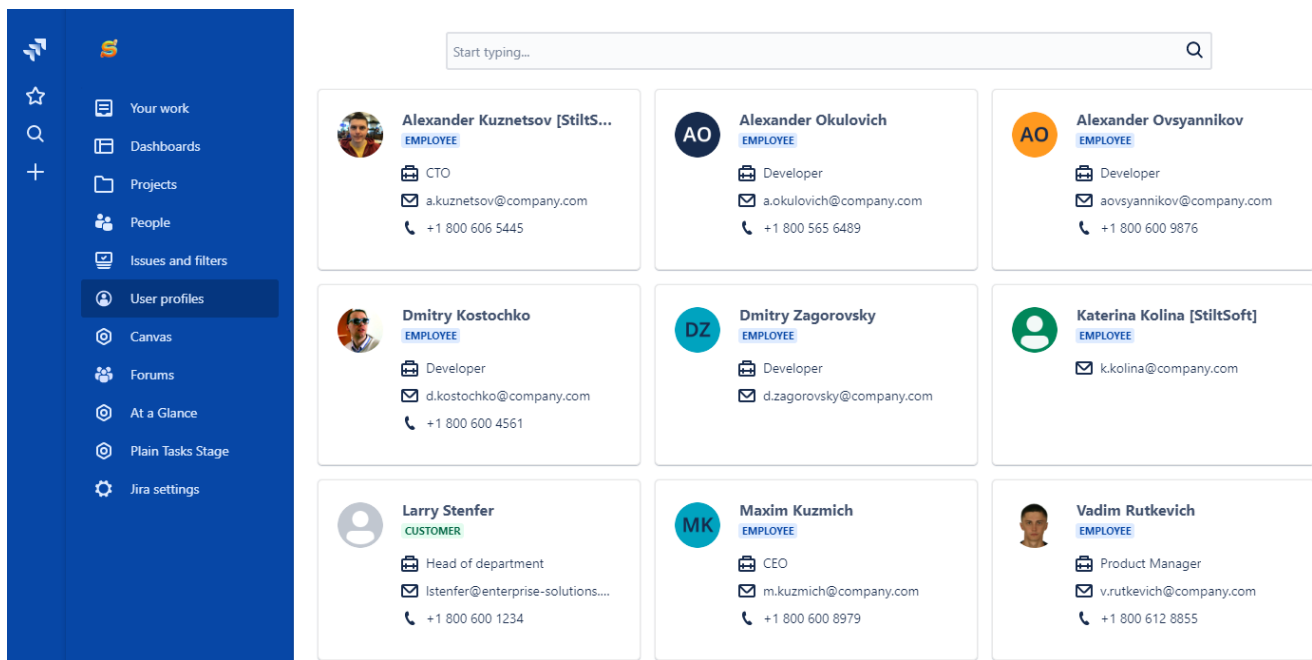 Start typing...
Your work
Dashboards
Projects
People
Issues and filters
User profiles
Canvas
Forums
At a Glance
Plain Tasks Stage
Jira settings
Alexander Kuznetsov [StiltS...
EMPLOYEE
CTO
a.kuznetsov@company.com
+1 800 606 5445
AO
Alexander Okulovich
EMPLOYEE
Developer
a.okulovich@company.com
+1 800 565 6489
AO
Alexander Ovsyannikov
EMPLOYEE
Developer
aovsyannikov@company.com
+1 800 600 9876
Dmitry Kostochko
EMPLOYEE
Developer
d.kostochko@company.com
+1 800 600 4561
DZ
Dmitry Zagorovsky
EMPLOYEE
Developer
d.zagorovsky@company.com
Katerina Kolina [StiltSoft]
EMPLOYEE
k.kolina@company.com
Larry Stenfer
CUSTOMER
Head of department
lstenfer@enterprise-solutions....
+1 800 600 1234
MK
Maxim Kuzmich
EMPLOYEE
CEO
m.kuzmich@company.com
+1 800 600 8979
Vadim Rutkevich
EMPLOYEE
Product Manager
v.rutkevich@company.com
+1 800 612 8855